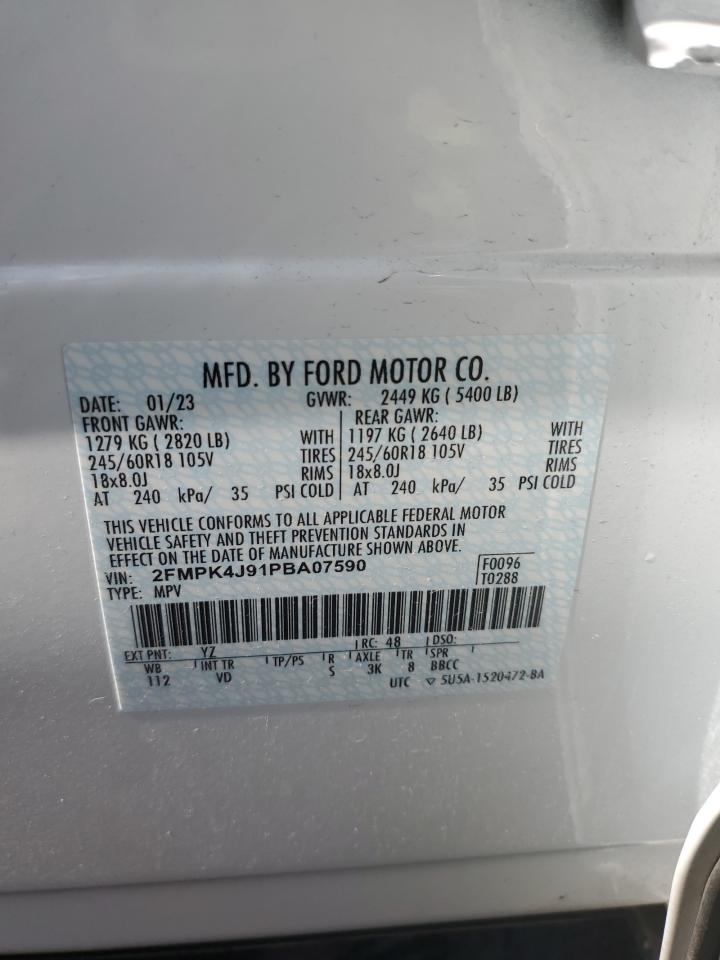 MFD. BY FORD MOTOR CO.
DATE: 01/23 GVWR: 2449 KG ( 5400 LB)
FRONT GAWR: REAR GAWR:
1279 KG ( 2820 LB) WITH 1197 KG ( 2640 LB) WITH
245/60R18 105V TIRES 245/60R18 105V TIRES
18x8.0J RIMS 18x8.0J RIMS
AT 240 kPa/ 35 PSI COLD AT 240 kPa/ 35 PSI COLD
THIS VEHICLE CONFORMS TO ALL APPLICABLE FEDERAL MOTOR
VEHICLE SAFETY AND THEFT PREVENTION STANDARDS IN
EFFECT ON THE DATE OF MANUFACTURE SHOWN ABOVE.
VIN: 2FMPK4J91PBA07590 F0096
TYPE: MPV T0288
EXT PNT: YZ RC: 48 DSO:
WB INT TR TP/PS R AXLE TR SPR
112 VD S 3K 8 BBCC
UTC ▽ 5U5A-1520472-BA